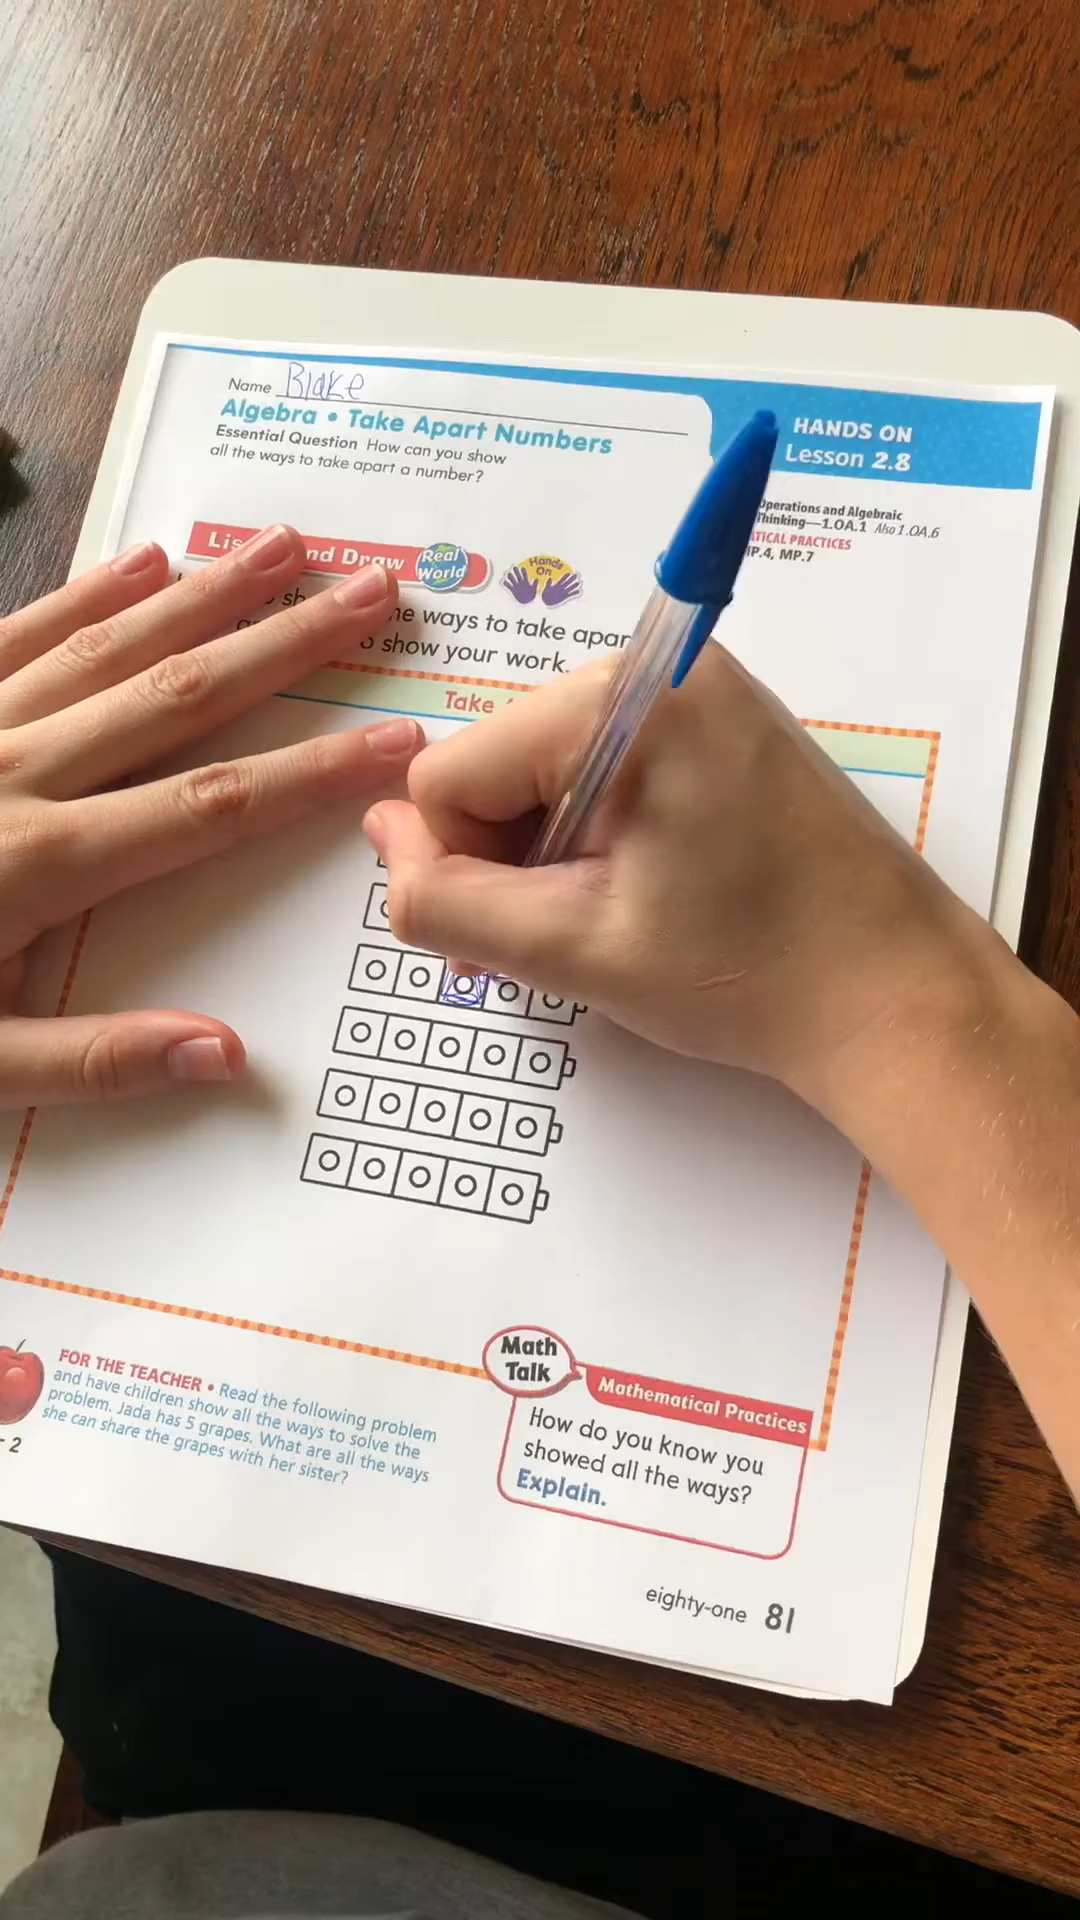 Name Blake
Algebra • Take Apart Numbers
Essential Question How can you show
all the ways to take apart a number?
HANDS ON
Lesson 2.8
Operations and Algebraic
Thinking—1.OA.1 Also 1.OA.6
MP.4, MP.7
Draw
Real
World
Hands
On
ways to take
show your work.
Take
FOR THE TEACHER • Read the following problem
and have children show all the ways to solve the
problem. Jada has 5 grapes. What are all the ways
she can share the grapes with her sister?
2
Math
Talk
Mathematical Practices
How do you know you
showed all the ways?
Explain.
eighty-one 81